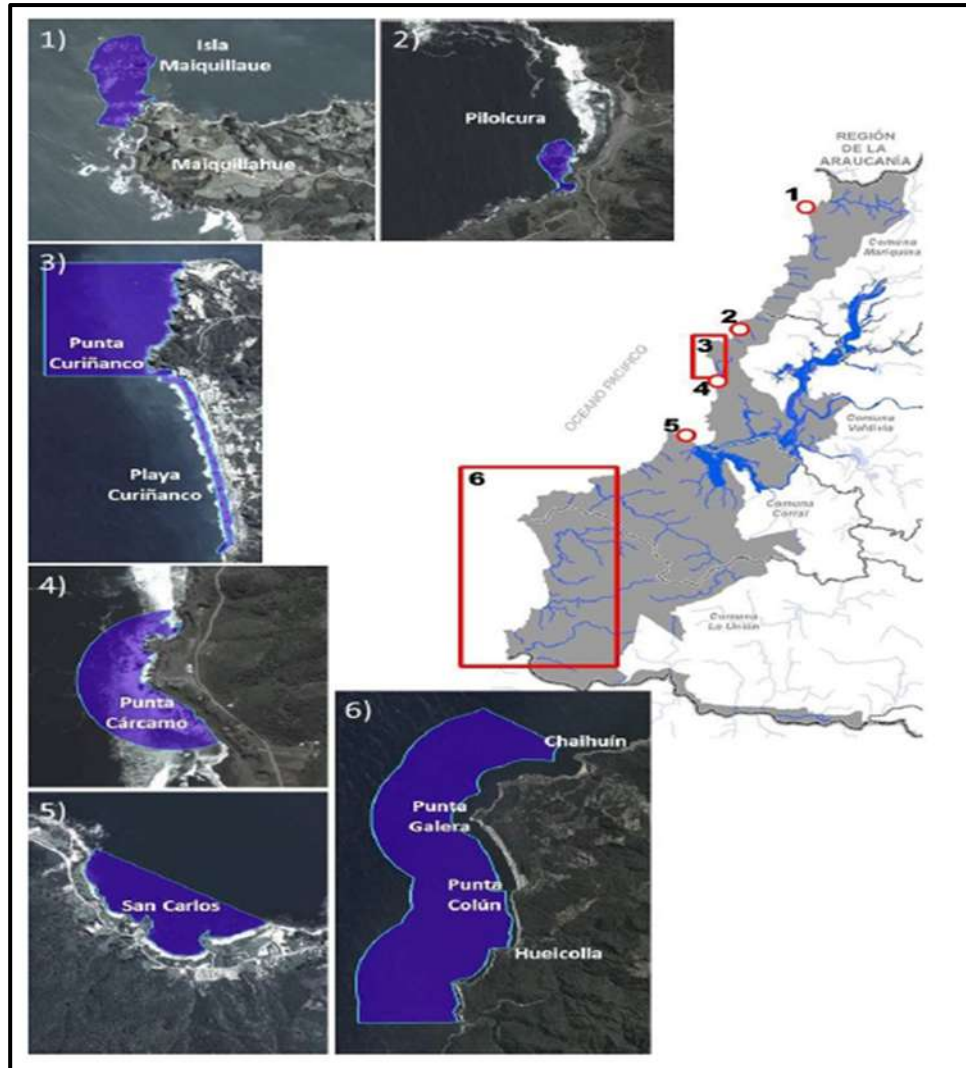 1)
Isla
Maiquillaue
Maiquillahue
2)
Pilolcura
3)
Punta
Curiñanco
Playa
Curiñanco
4)
Punta
Cárcamo
5)
San Carlos
6)
Chaihuín
Punta
Galera
Punta
Colún
Hueicolla
REGIÓN
DE LA
ARAUCANÍA
1
Comuna
Mariquina
2
3
4
OCEANO PACIFICO
5
Comuna
Valdivia
6
Comuna
Corral
Comuna
La Unión